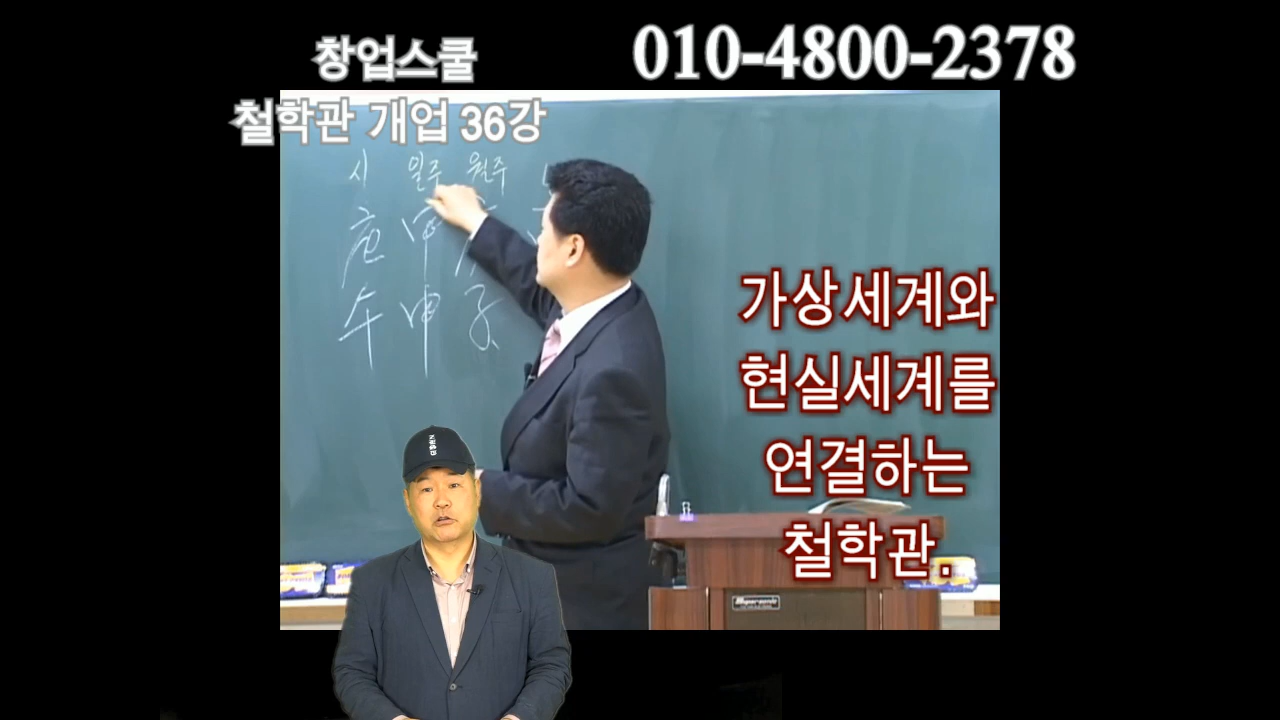 창업스쿨 010-4800-2378
철학관 개업 36강
시 일주 월주
庚 甲
午 申 子
가상세계와
현실세계를
연결하는
철학관.